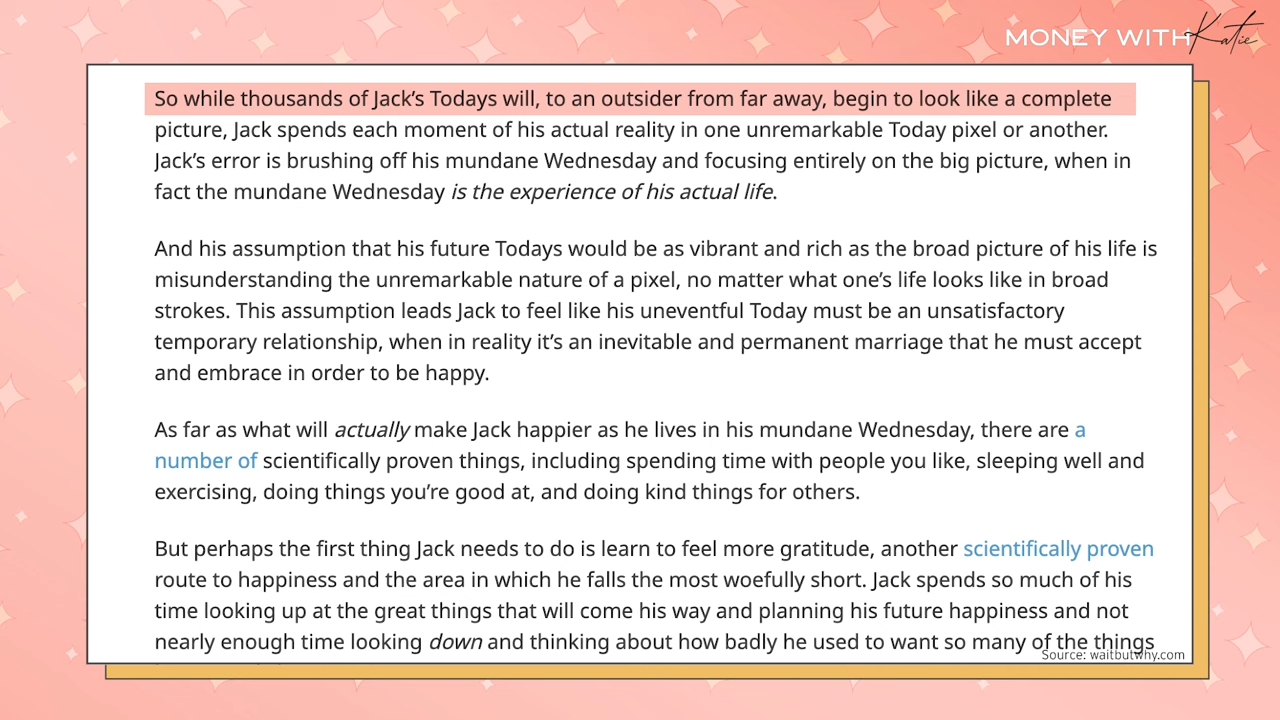 MONEY WITH Katie
So while thousands of Jack’s Todays will, to an outsider from far away, begin to look like a complete
picture, Jack spends each moment of his actual reality in one unremarkable Today pixel or another.
Jack’s error is brushing off his mundane Wednesday and focusing entirely on the big picture, when in
fact the mundane Wednesday is the experience of his actual life.
And his assumption that his future Todays would be as vibrant and rich as the broad picture of his life is
misunderstanding the unremarkable nature of a pixel, no matter what one’s life looks like in broad
strokes. This assumption leads Jack to feel like his uneventful Today must be an unsatisfactory
temporary relationship, when in reality it’s an inevitable and permanent marriage that he must accept
and embrace in order to be happy.
As far as what will actually make Jack happier as he lives in his mundane Wednesday, there are a
number of scientifically proven things, including spending time with people you like, sleeping well and
exercising, doing things you’re good at, and doing kind things for others.
But perhaps the first thing Jack needs to do is learn to feel more gratitude, another scientifically proven
route to happiness and the area in which he falls the most woefully short. Jack spends so much of his
time looking up at the great things that will come his way and planning his future happiness and not
nearly enough time looking down and thinking about how badly he used to want so many of the things
Source: waitbutwhy.com